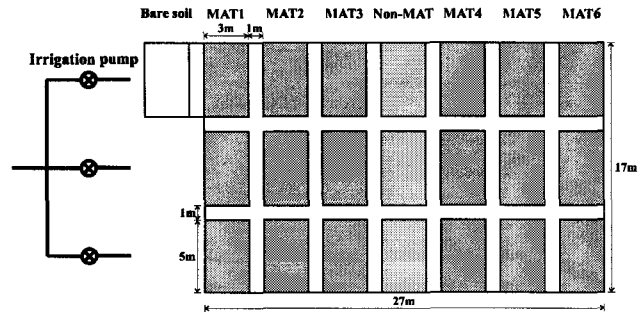 Bare soil MAT1 MAT2 MAT3 Non-MAT MAT4 MAT5 MAT6
3m 1m
Irrigation pump
17m
1m
5m
27m